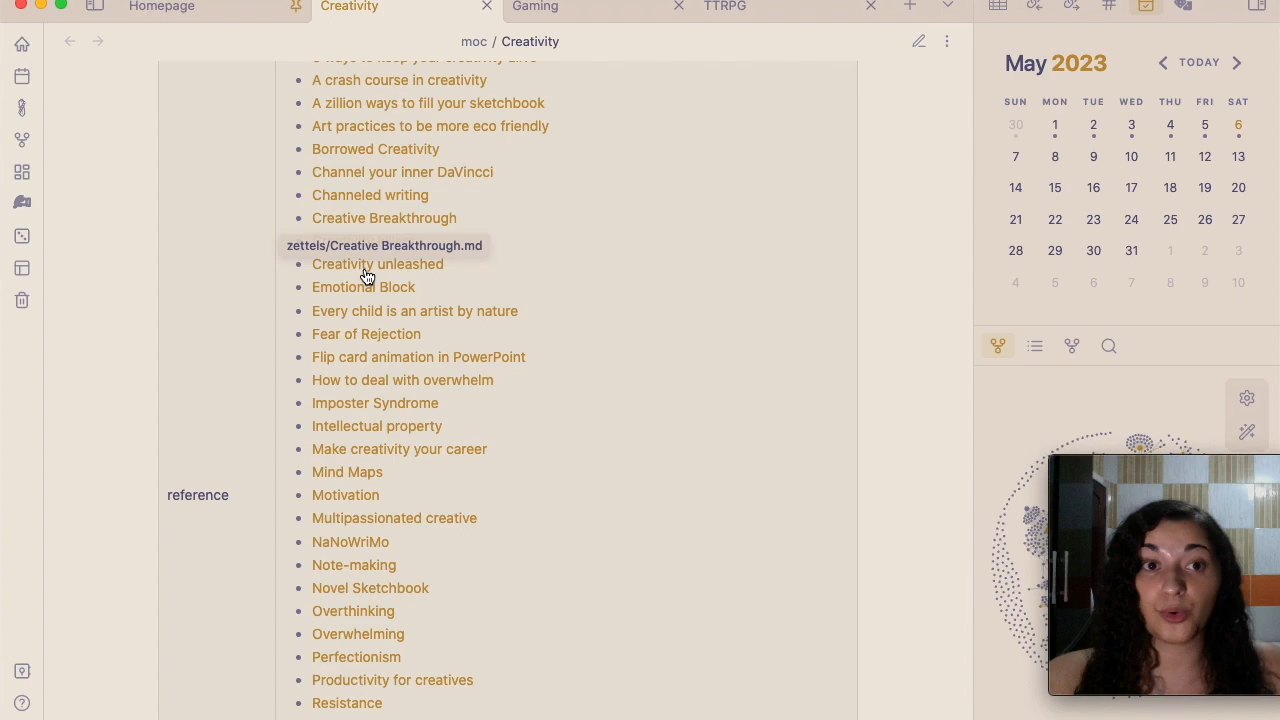 Homepage
Creativity
Gaming
TTRPG
moc / Creativity
A crash course in creativity
A zillion ways to fill your sketchbook
Art practices to be more eco friendly
Borrowed Creativity
Channel your inner DaVincci
Channeled writing
Creative Breakthrough
zettels/Creative Breakthrough.md
Creativity unleashed
Emotional Block
Every child is an artist by nature
Fear of Rejection
Flip card animation in PowerPoint
How to deal with overwhelm
Imposter Syndrome
Intellectual property
Make creativity your career
Mind Maps
reference
Motivation
Multipassionated creative
NaNoWriMo
Note-making
Novel Sketchbook
Overthinking
Overwhelming
Perfectionism
Productivity for creatives
Resistance
May 2023
TODAY
SUN MON TUE WED THU FRI SAT
30 1 2 3 4 5 6
7 8 9 10 11 12 13
14 15 16 17 18 19 20
21 22 23 24 25 26 27
28 29 30 31 1 2 3
4 5 6 7 8 9 10